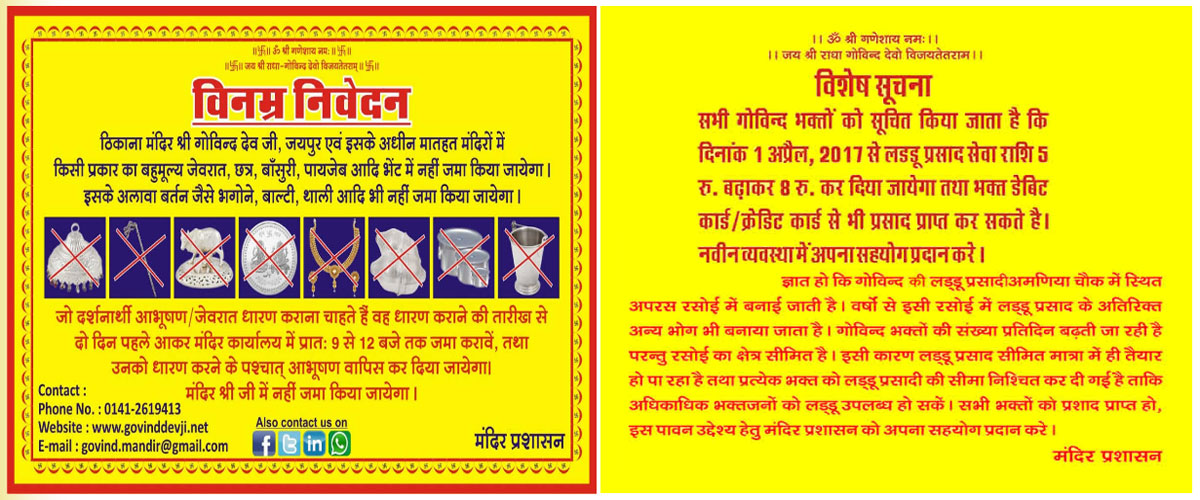 ॥卐॥ ॐ श्री गणेशाय नमः॥卐॥
॥卐॥ जय श्री राधा-गोविन्द देवो विजयतेतराम् ॥卐॥
विनम्र निवेदन
ठिकाना मंदिर श्री गोविन्द देव जी, जयपुर एवं इसके अधीन मातहत मंदिरों में
किसी प्रकार का बहुमूल्य जेवरात, छत्र, बाँसुरी, पायजेब आदि भेंट में नहीं जमा किया जायेगा।
इसके अलावा बर्तन जैसे भगोने, बाल्टी, थाली आदि भी नहीं जमा किया जायेगा।
जो दर्शनार्थी आभूषण/जेवरात धारण कराना चाहते हैं वह धारण कराने की तारीख से
दो दिन पहले आकर मंदिर कार्यालय में प्रात: 9 से 12 बजे तक जमा करावें, तथा
उनको धारण करने के पश्चात् आभूषण वापिस कर दिया जायेगा।
मंदिर श्री जी में नहीं जमा किया जायेगा।
Contact :
Phone No. : 0141-2619413
Website : www.govinddevji.net
E-mail : govind.mandir@gmail.com
Also contact us on
मंदिर प्रशासन
।। ॐ श्री गणेशाय नमः।।
।। जय श्री राधा गोविन्द देवो विजयतेतराम।।
विशेष सूचना
सभी गोविन्द भक्तों को सूचित किया जाता है कि
दिनांक 1 अप्रैल, 2017 से लडडू प्रसाद सेवा राशि 5
रु. बढ़ाकर 8 रु. कर दिया जायेगा तथा भक्त डेबिट
कार्ड/क्रेडिट कार्ड से भी प्रसाद प्राप्त कर सकते है।
नवीन व्यवस्था में अपना सहयोग प्रदान करे।
ज्ञात हो कि गोविन्द की लड्डू प्रसादीअमणिया चौक में स्थित
अपरस रसोई में बनाई जाती है। वर्षो से इसी रसोई में लड्डू प्रसाद के अतिरिक्त
अन्य भोग भी बनाया जाता है। गोविन्द भक्तों की संख्या प्रतिदिन बढ़ती जा रही है
परन्तु रसोई का क्षेत्र सीमित है। इसी कारण लड्डू प्रसाद सीमित मात्रा में ही तैयार
हो पा रहा है तथा प्रत्येक भक्त को लड्डू प्रसादी की सीमा निश्चित कर दी गई है ताकि
अधिकाधिक भक्तजनों को लड्डू उपलब्ध हो सकें। सभी भक्तों को प्रशाद प्राप्त हो,
इस पावन उद्देश्य हेतु मंदिर प्रशासन को अपना सहयोग प्रदान करे।
मंदिर प्रशासन